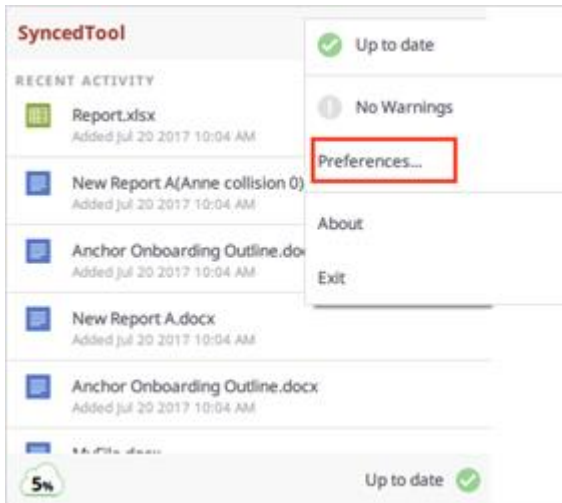 SyncedTool
RECENT ACTIVITY
Report.xlsx
Added Jul 20 2017 10:04 AM
New Report A(Anne collision 0)
Added Jul 20 2017 10:04 AM
Anchor Onboarding Outline.do
Added Jul 20 2017 10:04 AM
New Report A.docx
Added Jul 20 2017 10:04 AM
Anchor Onboarding Outline.docx
Added Jul 20 2017 10:04 AM
MyFile.docx
5%
Up to date
Up to date
No Warnings
Preferences...
About
Exit